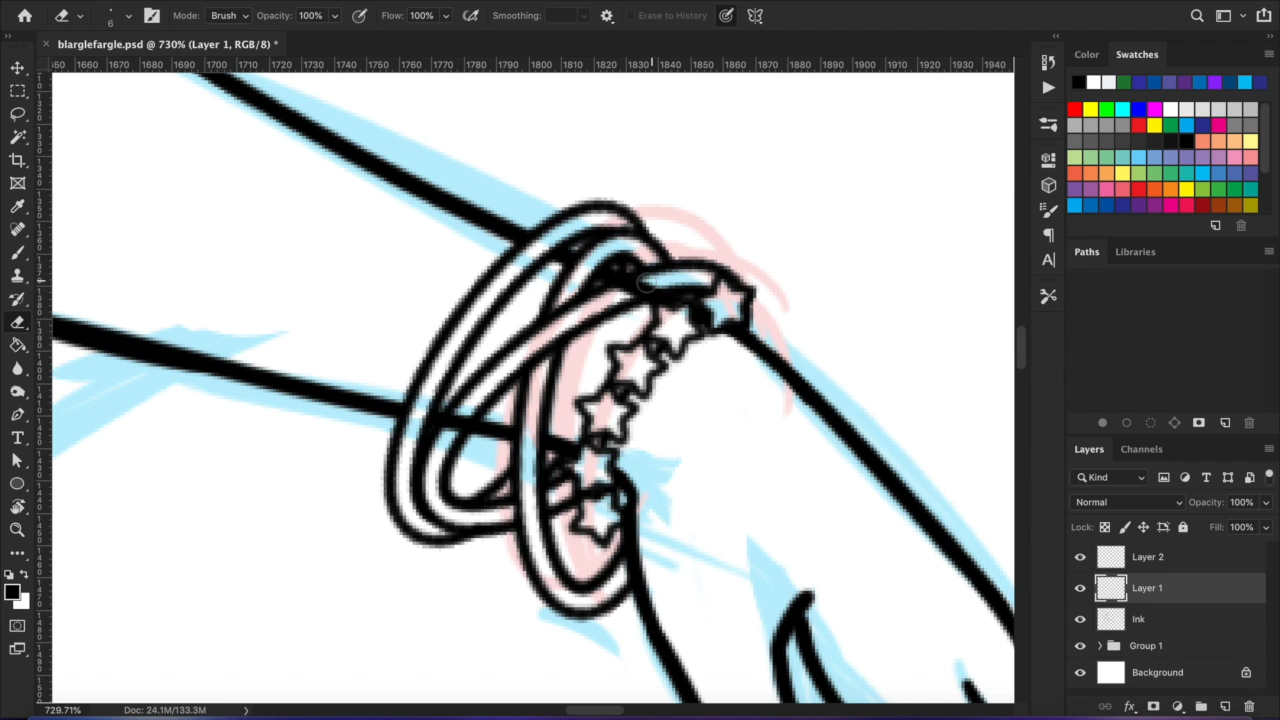 6
Mode: Brush
Opacity: 100%
Flow: 100%
Smoothing:
Erase to History
blarglefargle.psd @ 730% (Layer 1, RGB/8) *
1660 1670 1680 1690 1700 1710 1720 1730 1740 1750 1760 1770 1780 1790 1800 1810 1820 1830 1840 1850 1860 1870 1880 1890 1900 1910 1920 1930 1940
Color
Swatches
Paths
Libraries
Layers
Channels
Kind
Normal
Opacity: 100%
Lock:
Fill: 100%
Layer 2
Layer 1
Ink
Group 1
Background
729.71%
Doc: 24.1M/133.3M